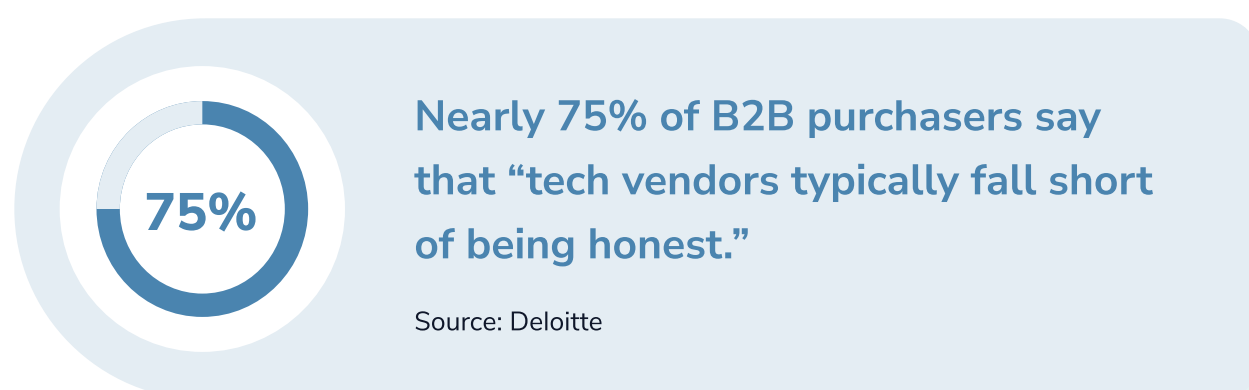 75%
Nearly 75% of B2B purchasers say
that “tech vendors typically fall short
of being honest.”
Source: Deloitte